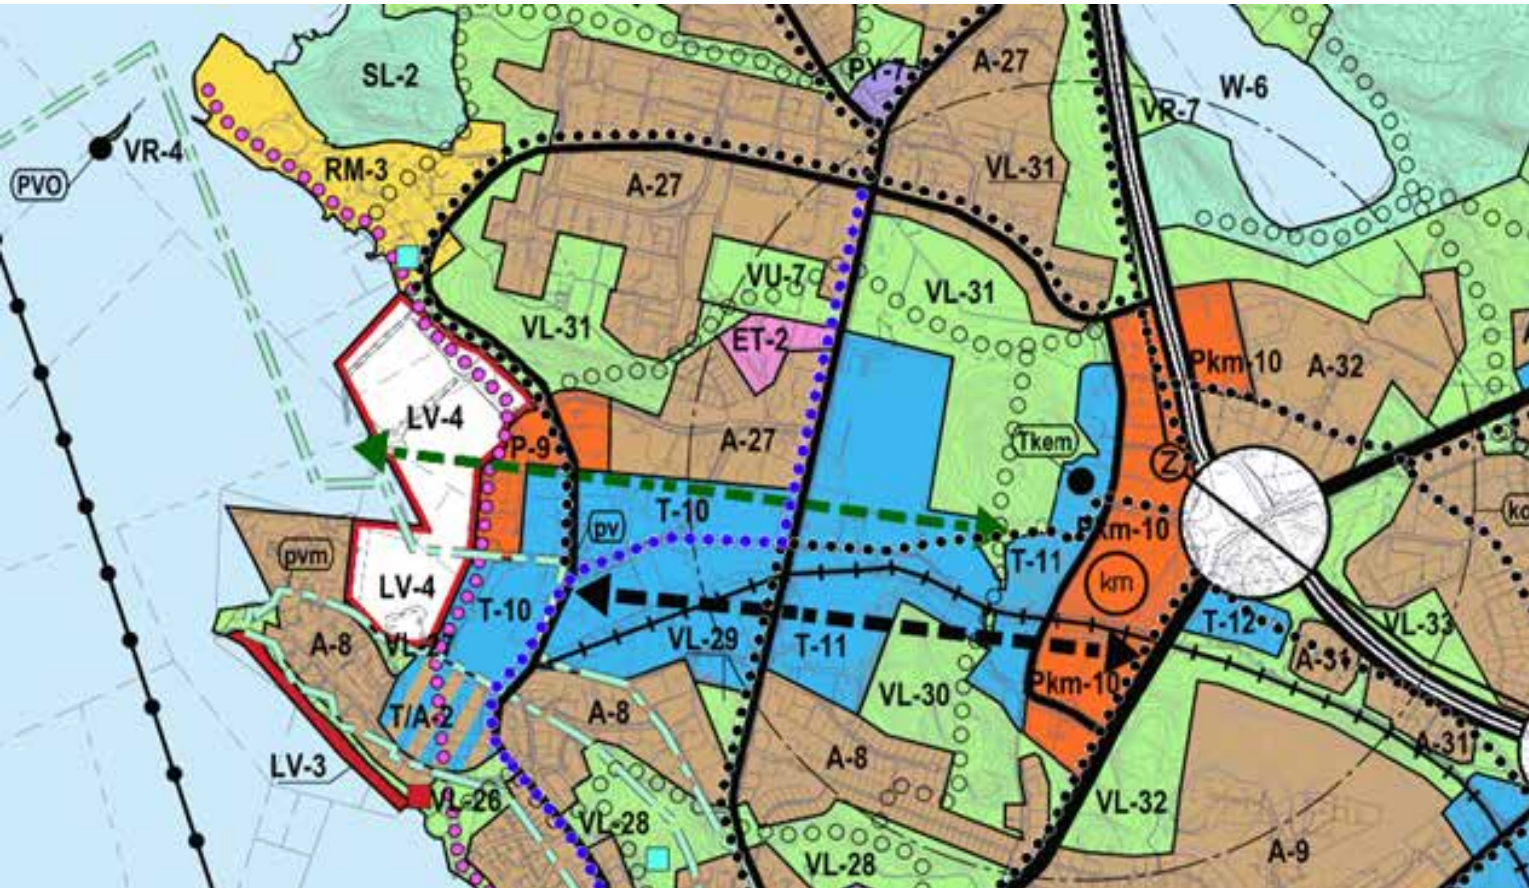 SL-2
A-27
PY-7
W-6
VR-7
VR-4
PVO
RM-3
A-27
VL-31
VU-7
VL-31
VL-31
ET-2
Pkm-10
A-32
LV-4
P-9
A-27
Tkem
Z
T-10
pv
Pkm-10
pvm
T-11
km
LV-4
T-10
T-12
VL-33
A-8
VL-27
VL-29
T-11
A-31
Pkm-10
VL-30
T/A-2
A-8
A-31
LV-3
A-8
VL-26
VL-32
VL-28
VL-28
A-9